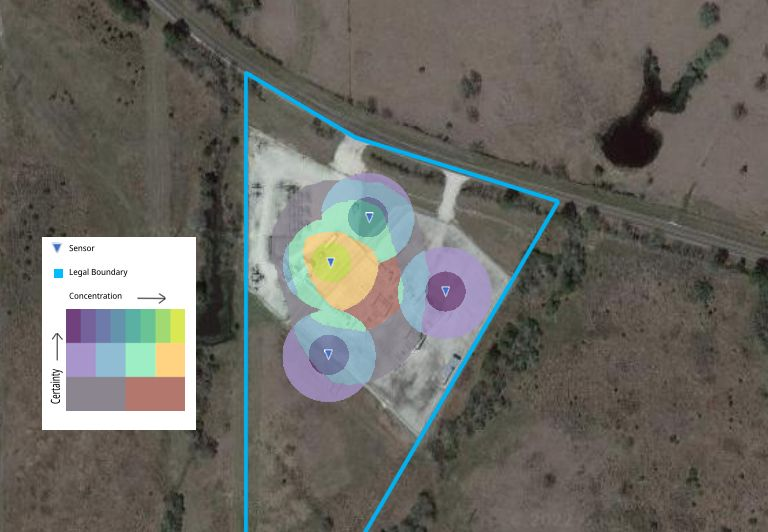 Sensor
Legal Boundary
Concentration
Certainty